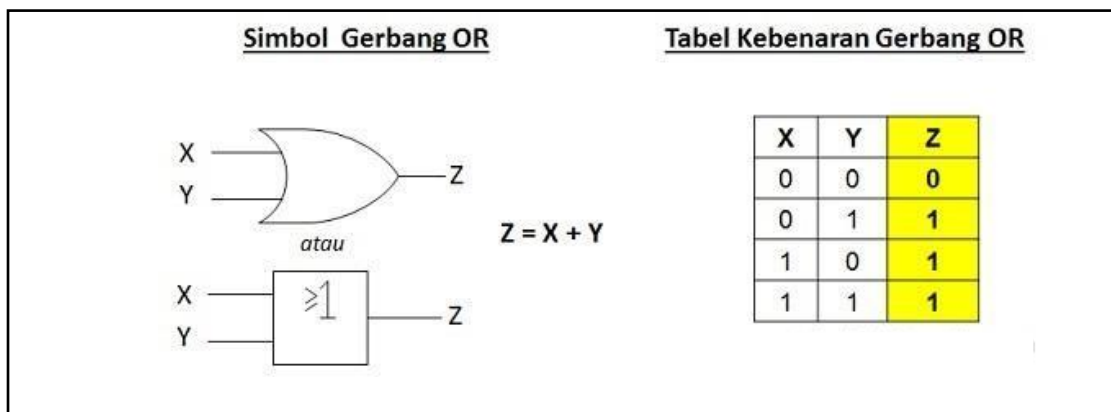 Simbol Gerbang OR
Tabel Kebenaran Gerbang OR
X
Y
Z
atau
X
Y
≥1
Z
Z = X + Y
X Y Z
0 0 0
0 1 1
1 0 1
1 1 1